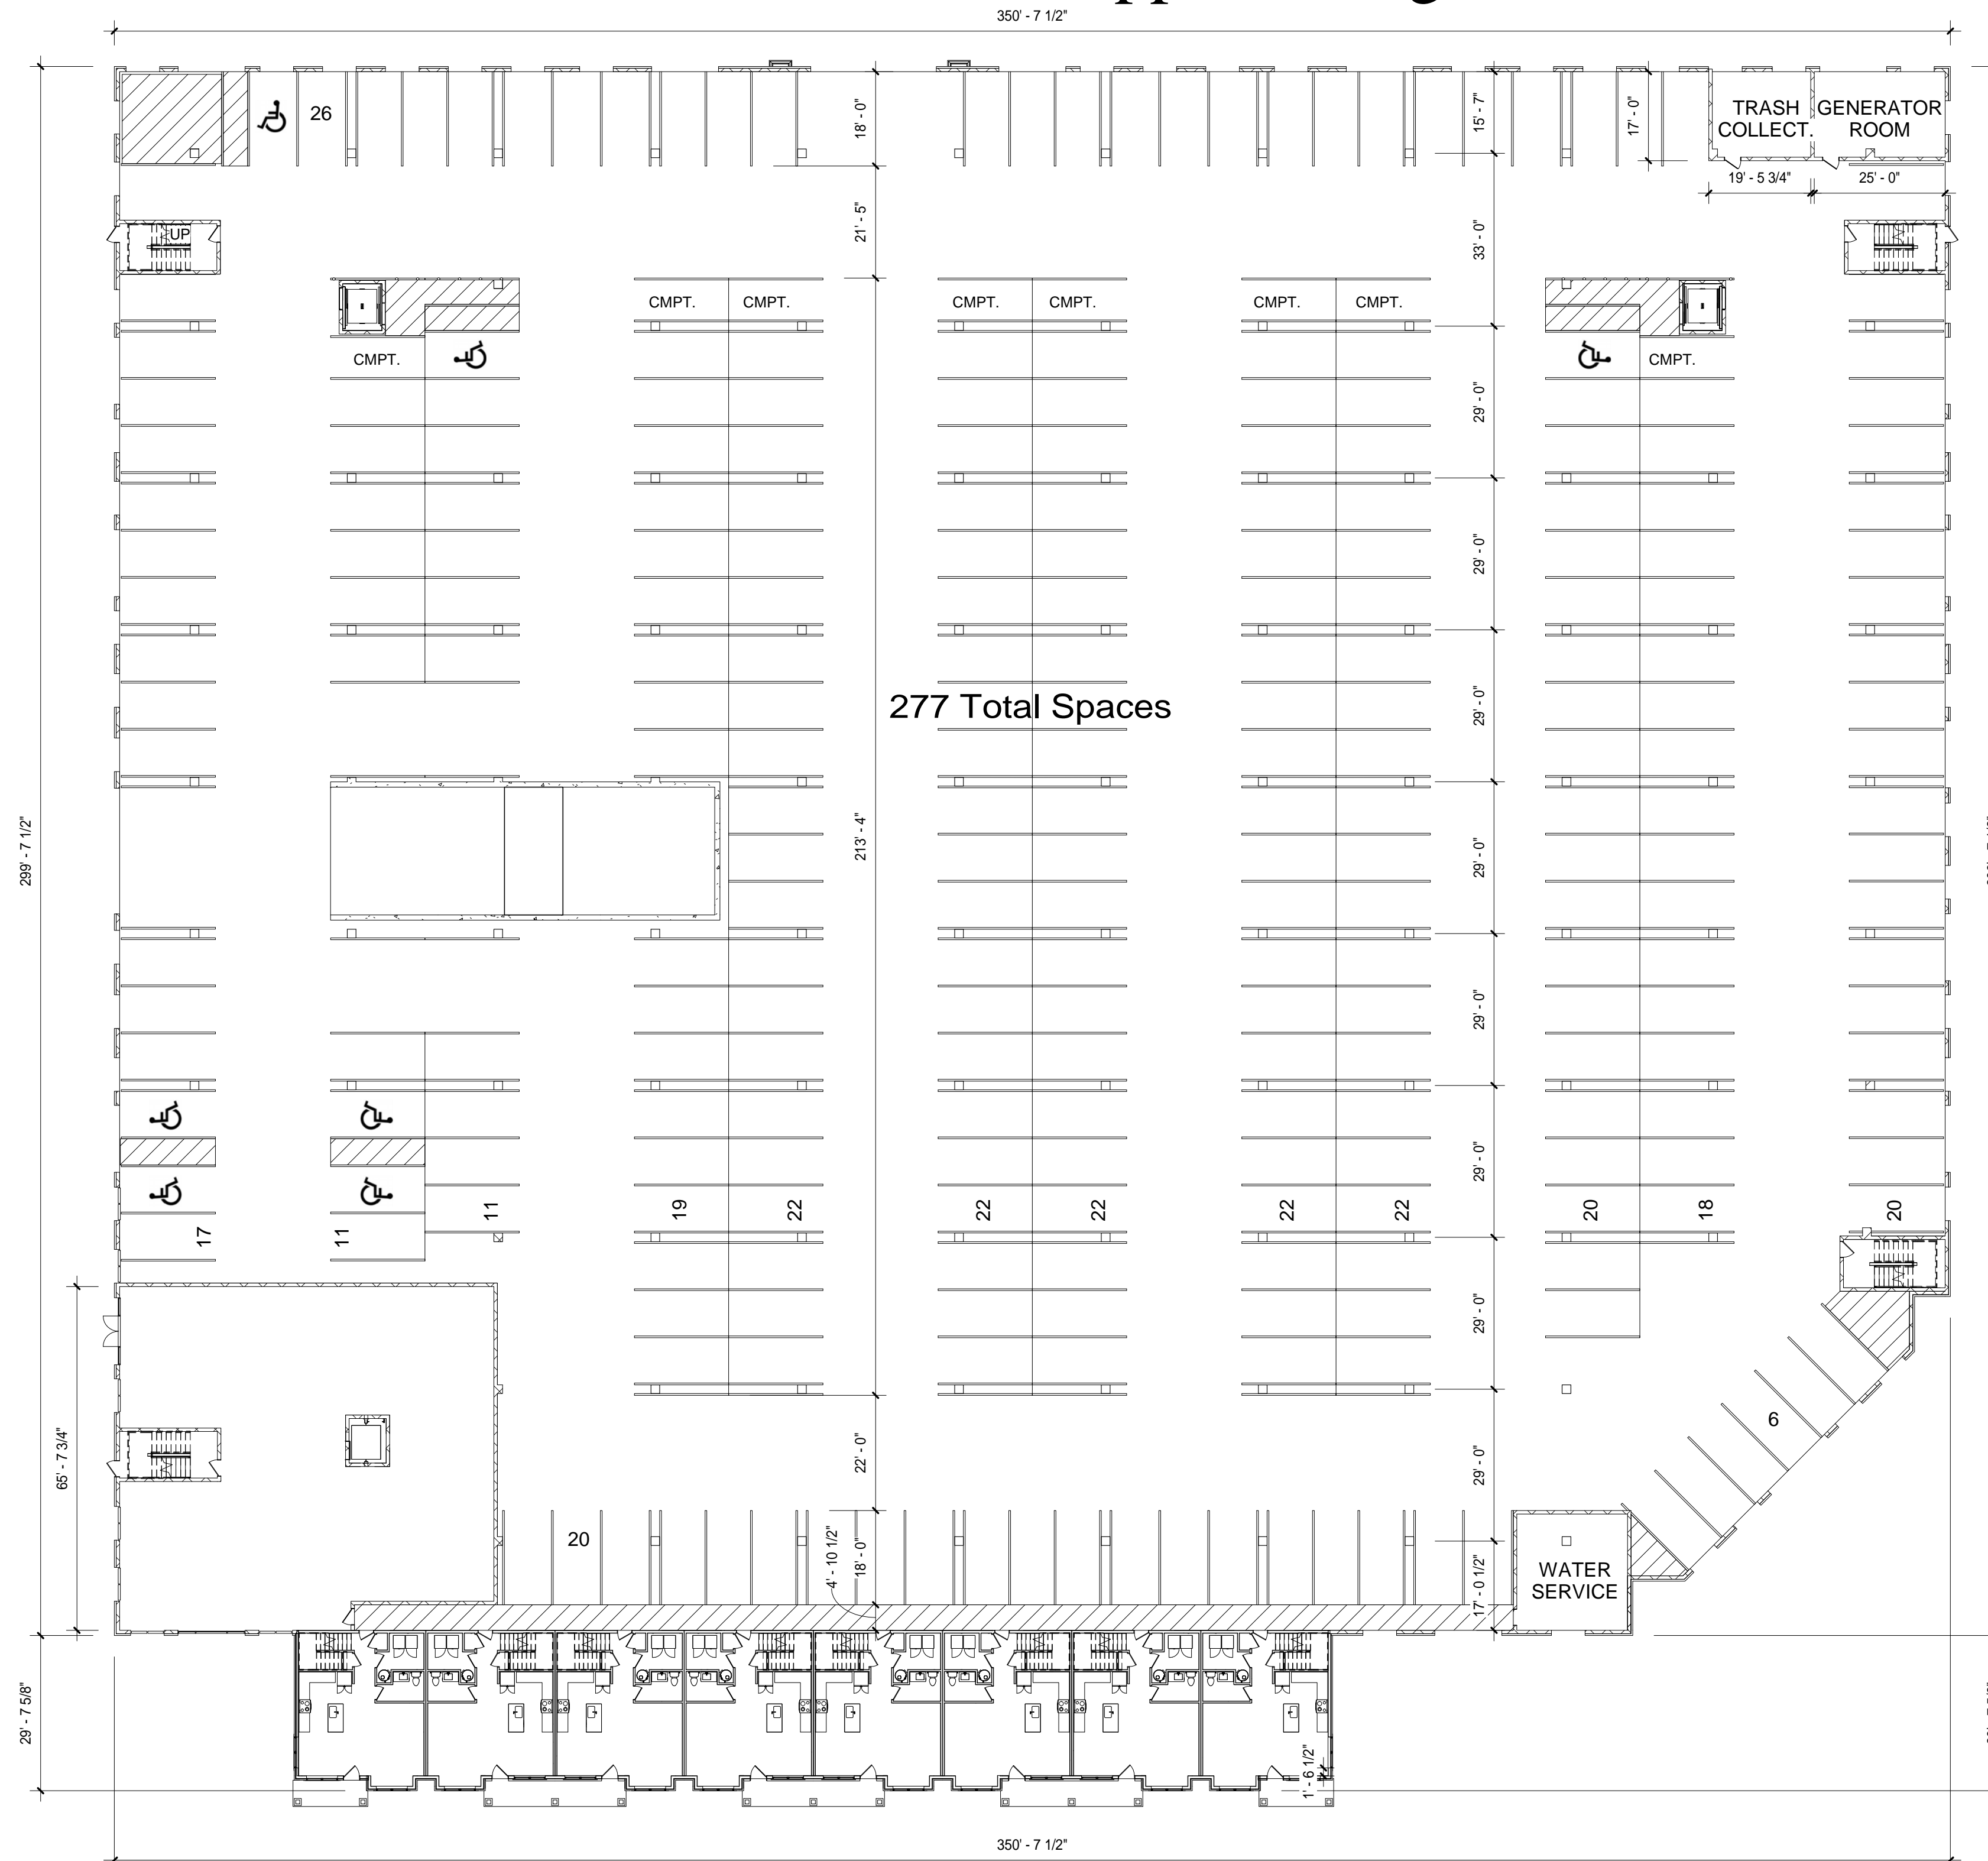 350' - 7 1/2"
26
18' - 0"
15' - 7"
17' - 0"
TRASH
COLLECT.
GENERATOR
ROOM
19' - 5 3/4"
25' - 0"
UP
21' - 5"
33' - 0"
CMPT.
CMPT.
CMPT.
CMPT.
CMPT.
CMPT.
CMPT.
CMPT.
29' - 0"
29' - 0"
277 Total Spaces
29' - 0"
299' - 7 1/2"
213' - 4"
29' - 0"
29' - 0"
29' - 0"
17
11
11
19
22
22
22
22
22
20
18
20
29' - 0"
65' - 7 3/4"
22' - 0"
29' - 0"
6
20
4' - 10 1/2"
18' - 0"
17' - 0 1/2"
WATER
SERVICE
29' - 7 5/8"
1' - 6 1/2"
350' - 7 1/2"